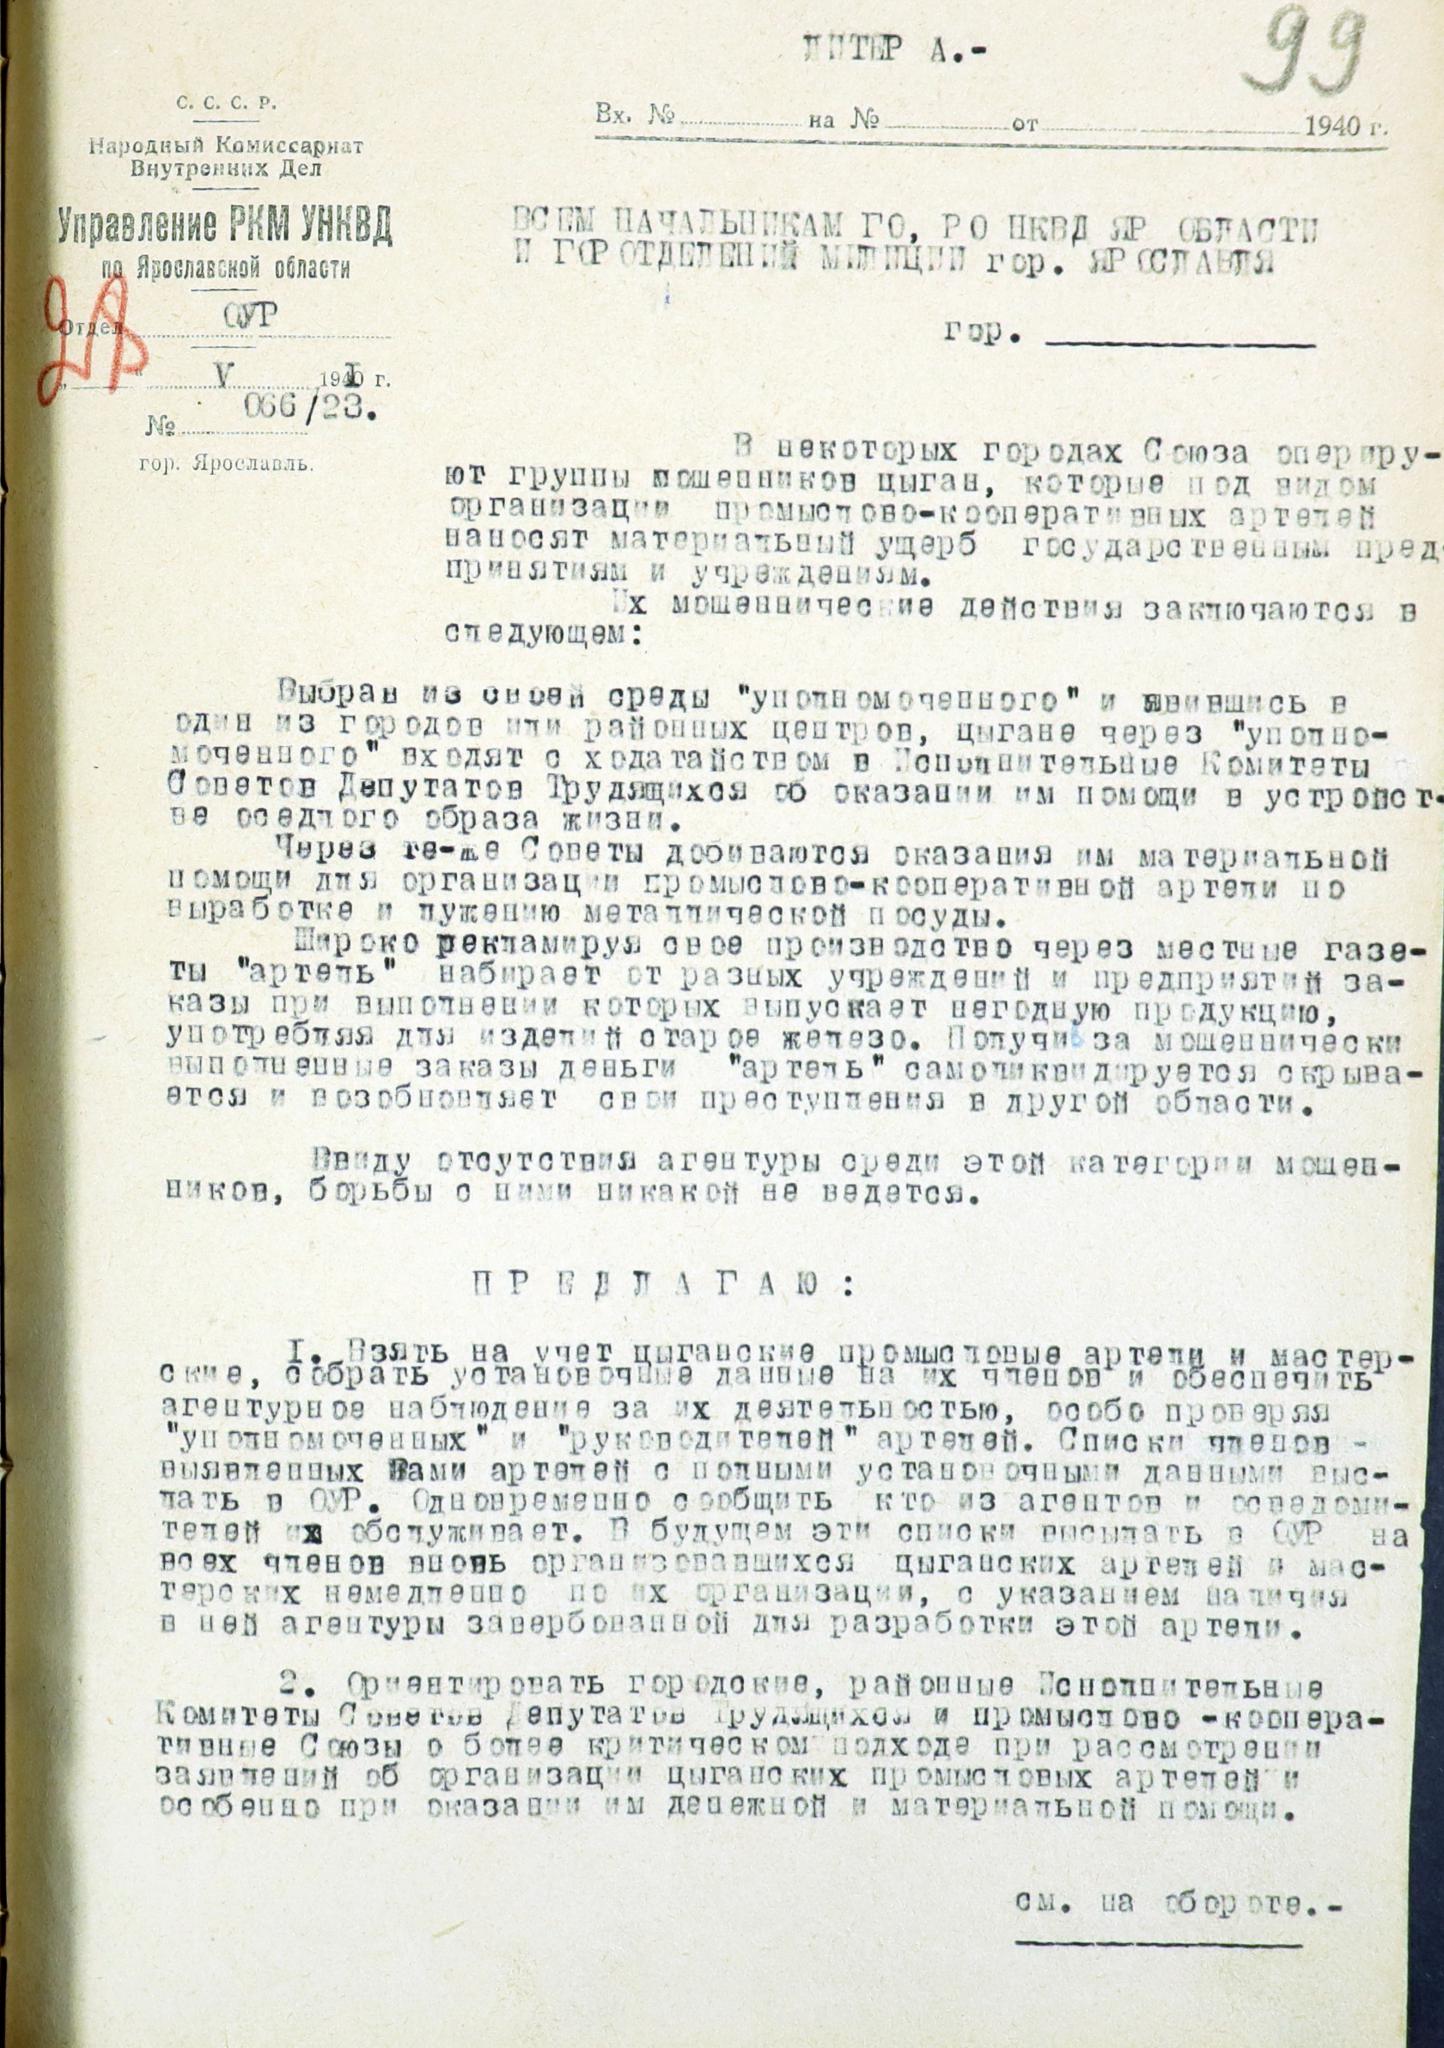 ЛИТЕР А.-
99
С. С. С. Р.
Народный Комиссариат
Внутренних Дел
Управление РКМ УНКВД
по Ярославской области
Отдел ОУР
" " V 1941 г.
№ 066/23.
гор. Ярославль.
Вх. № на № от 1940 г.
ВСЕМ НАЧАЛЬНИКАМ ГО, РО НКВД ЯР ОБЛАСТИ
И ГОРОТДЕЛЕНИЙ МИЛИЦИИ гор. ЯРОСЛАВЛЯ
гор.
В некоторых городах Союза опериру-
ют группы мошенников цыган, которые под видом
организации промыслово-кооперативных артелей
наносят материальный ущерб государственным пред-
приятиям и учреждениям.
Их мошеннические действия заключаются в
следующем:
Выбрав из своей среды "уполномоченного" и явившись в
один из городов или районных центров, цыгане через "уполно-
моченного" входят с ходатайством в Исполнительные Комитеты
Советов Депутатов Трудящихся об оказании им помощи в устройст-
ве оседлого образа жизни.
Через те-же Советы добиваются оказания им материальной
помощи для организации промыслово-кооперативной артели по
выработке и лужению металлической посуды.
Широко рекламируя свое производство через местные газе-
ты "артель" набирает от разных учреждений и предприятий за-
казы при выполнении которых выпускает негодную продукцию,
употребляя для изделий старое железо. Получив за мошеннически
выполненные заказы деньги "артель" самоликвидируется скрыва-
ется и возобновляет свои преступления в другой области.
Ввиду отсутствия агентуры среди этой категории мошен-
ников, борьбы с ними никакой не ведется.
П Р Е Д Л А Г А Ю :
I. Взять на учет цыганские промысловые артели и мастер-
ские, собрать установочные данные на их членов и обеспечить
агентурное наблюдение за их деятельностью, особо проверяя
"уполномоченных" и "руководителей" артелей. Списки членов -
выявленных Вами артелей с полными установочными данными выс-
лать в ОУР. Одновременно сообщить кто из агентов и осведоми-
телей их обслуживает. В будущем эти списки высылать в ОУР на
всех членов вновь организовавшихся цыганских артелей и мас-
терских немедленно по их организации, с указанием наличия
в ней агентуры завербованной для разработки этой артели.
2. Ориентировать городские, районные Исполнительные
Комитеты Советов Депутатов Трудящихся и промыслово -коопера-
тивные Союзы о более критическом подходе при рассмотрении
заявлений об организации цыганских промысловых артелей и
особенно при оказании им денежной и материальной помощи.
см. на обороте.-